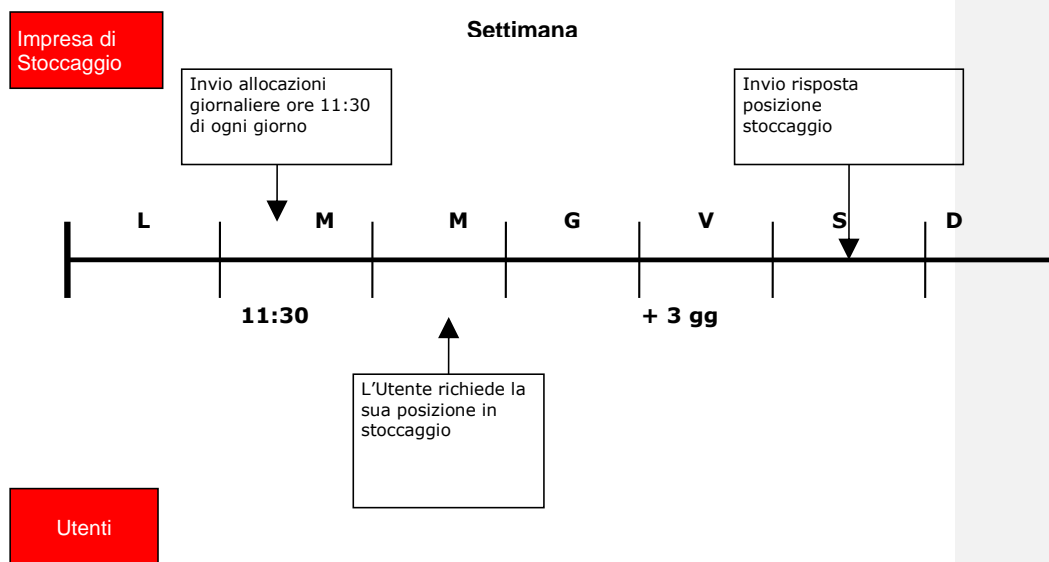 Settimana
Impresa di
Stoccaggio
Invio allocazioni
giornaliere ore 11:30
di ogni giorno
Invio risposta
posizione
stoccaggio
L M M G V S D
11:30 + 3 gg
L'Utente richiede la
sua posizione in
stoccaggio
Utenti